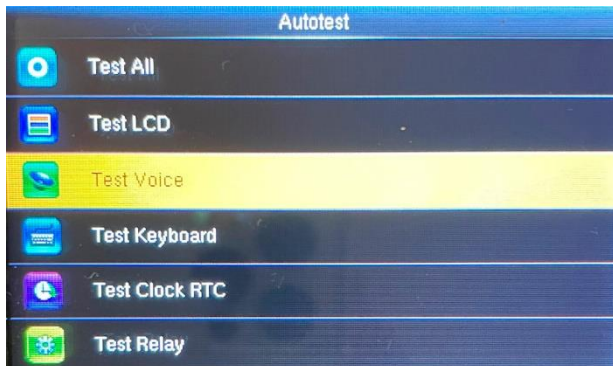 Autotest
Test All
Test LCD
Test Voice
Test Keyboard
Test Clock RTC
Test Relay